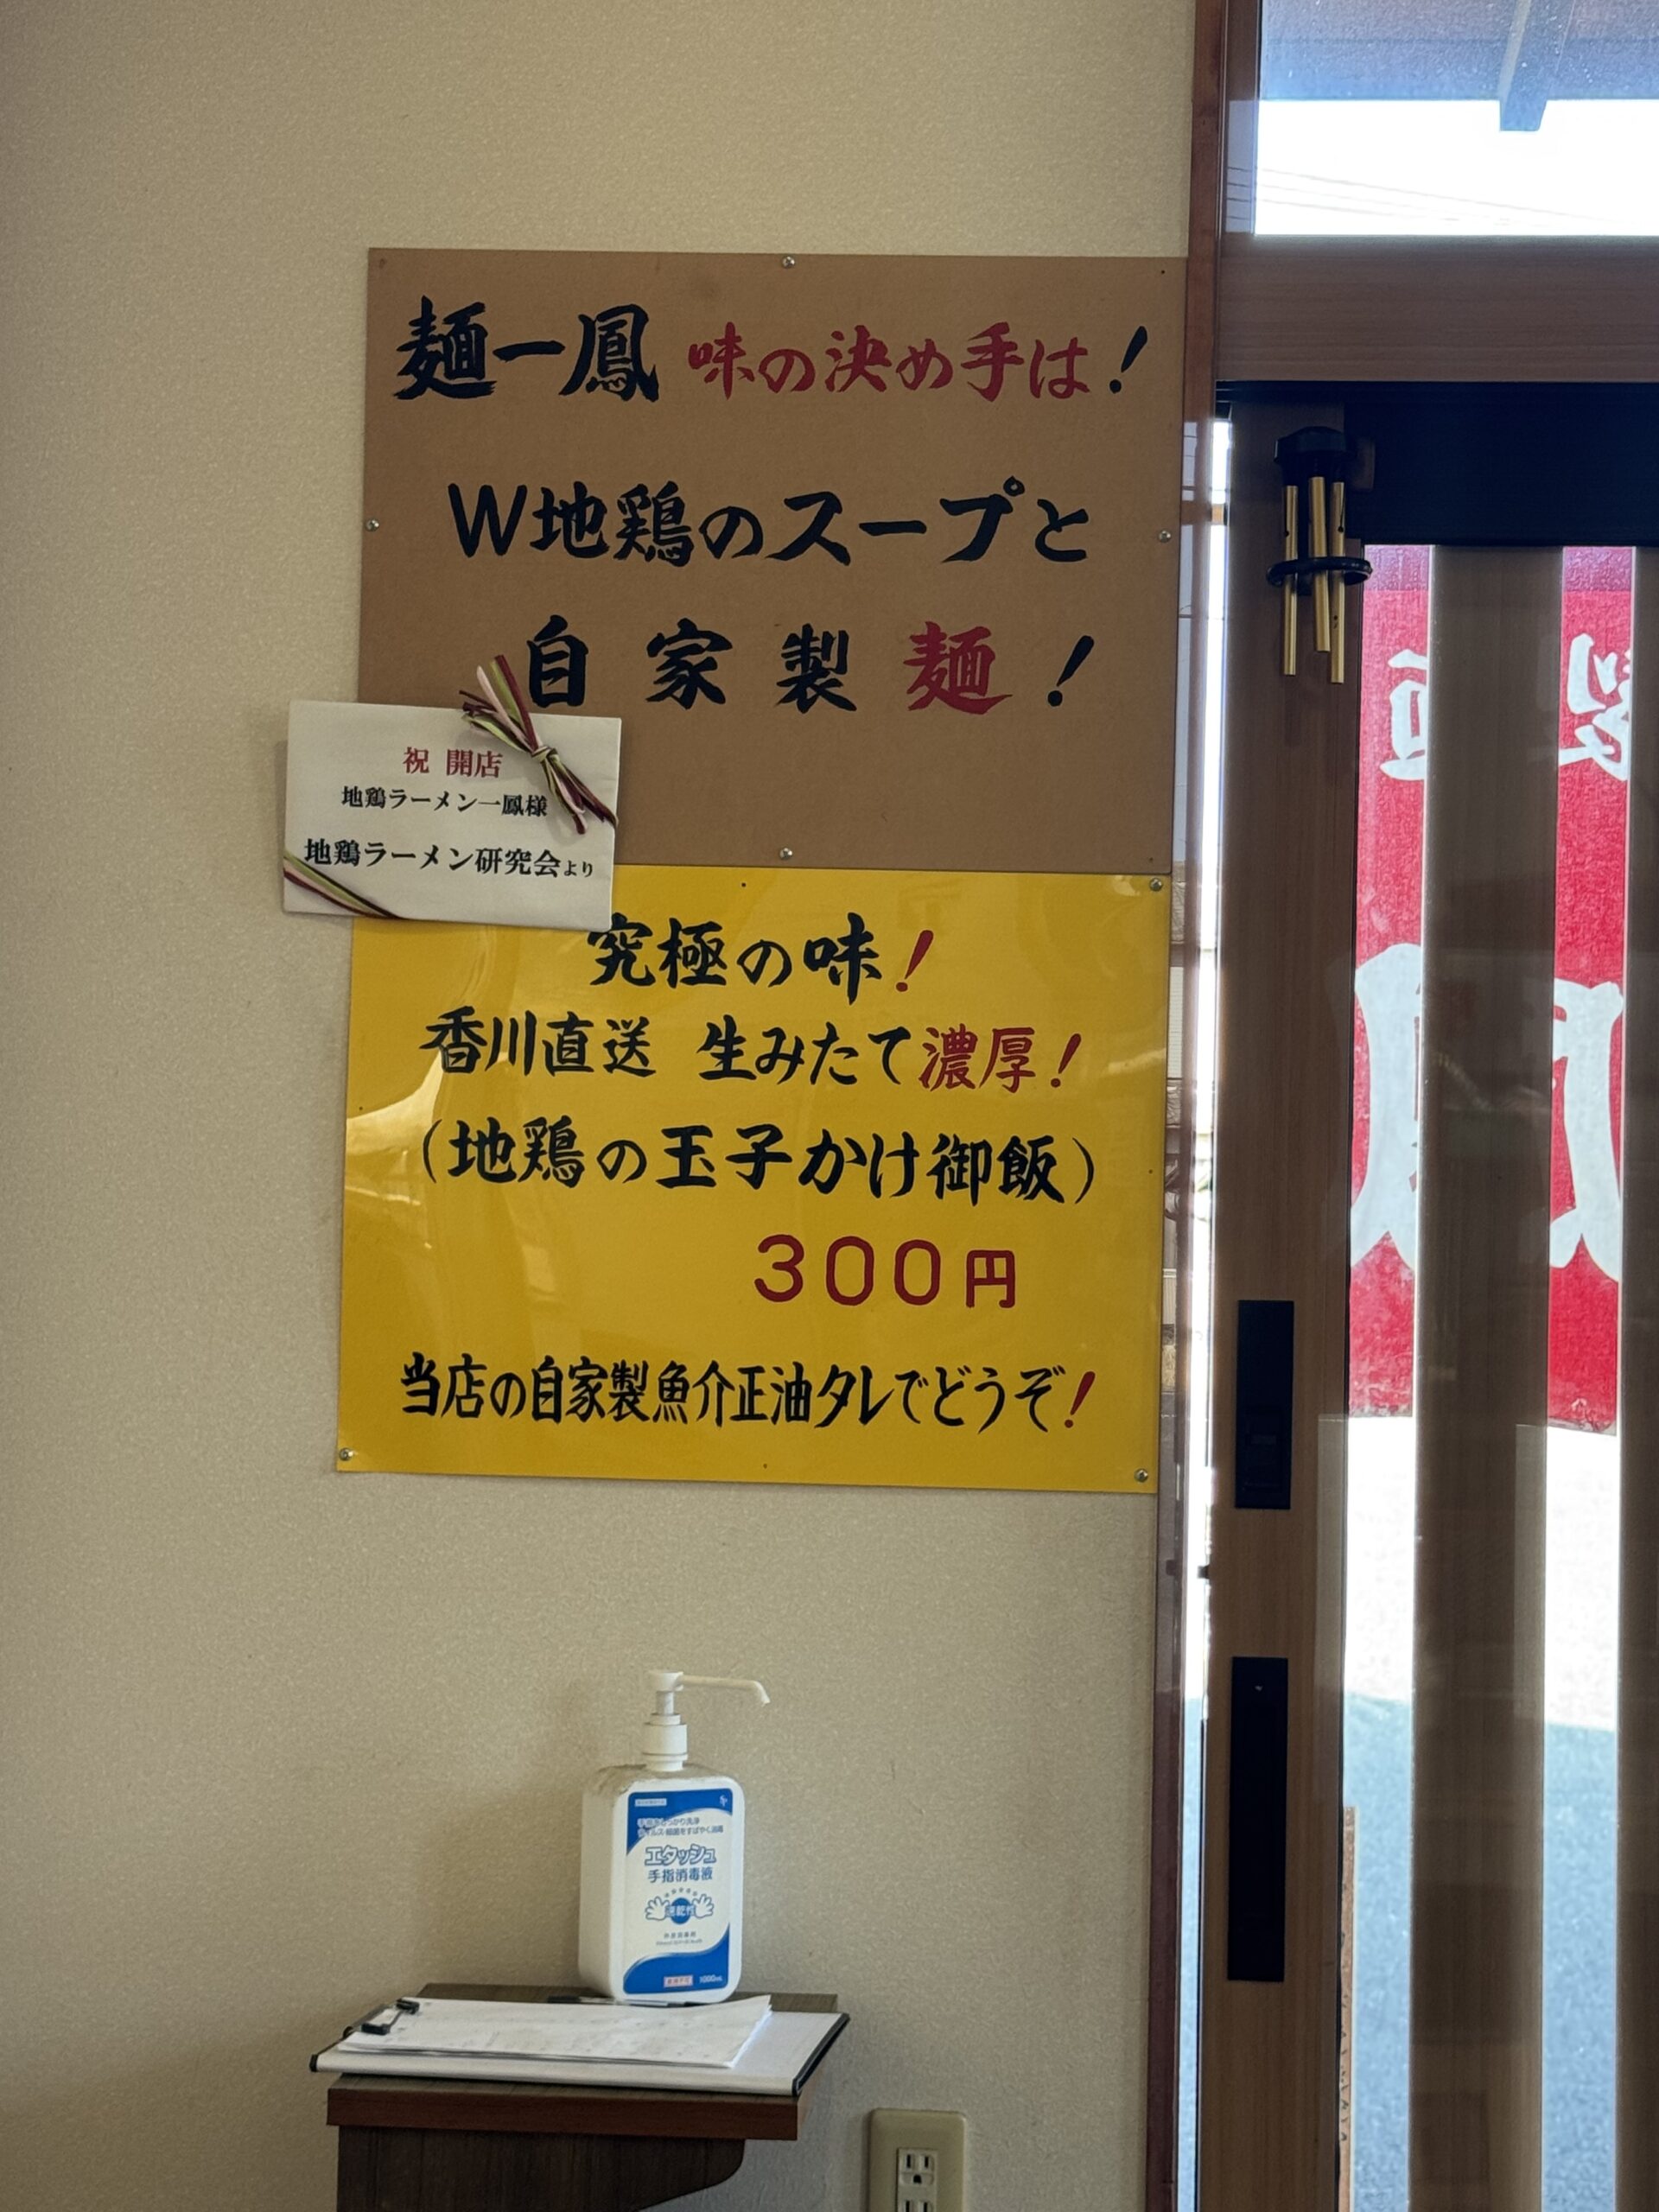 麺一鳳 味の決め手は!
W地鶏のスープと
自家製麺!
祝 開店
地鶏ラーメン一鳳様
地鶏ラーメン研究会より
究極の味!
香川直送 生みたて濃厚!
(地鶏の玉子かけ御飯)
300円
当店の自家製魚介正油タレでどうぞ!
エタッシュ
手指消毒液
速乾性
1000mL
製